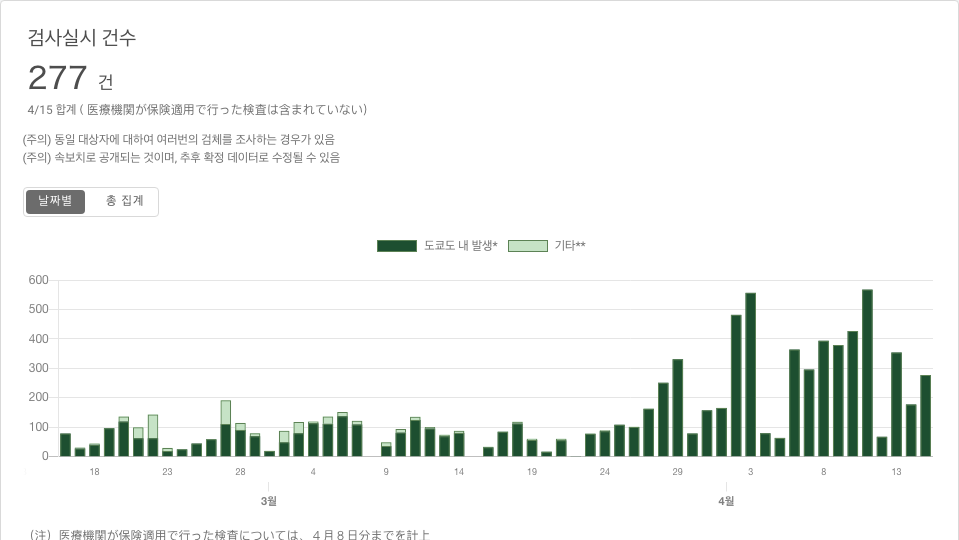 검사실시 건수
277 건
4/15 합계 ( 医療機関が保険適用で行った検査は含まれていない)
(주의) 동일 대상자에 대하여 여러번의 검체를 조사하는 경우가 있음
(주의) 속보치로 공개되는 것이며, 추후 확정 데이터로 수정될 수 있음
날짜별 총 집계
도쿄도 내 발생* 기타**
600
500
400
300
200
100
0
18 23 28 4 9 14 19 24 29 3 8 13
3월 4월
(注) 医療機関が保険適用で行った検査については、４月８日分までを計上